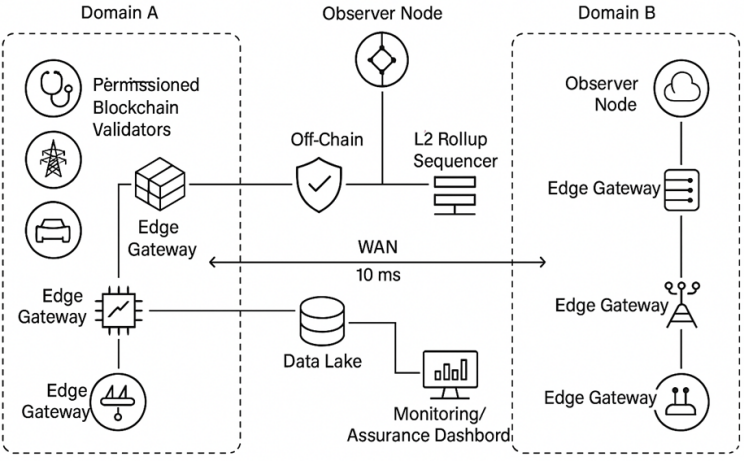 Domain A
Observer Node
Domain B
Permissioned
Blockchain
Validators
Observer
Node
Off-Chain
L2 Rollup
Sequencer
Edge Gateway
Edge
Gateway
WAN
10 ms
Edge
Gateway
Edge Gateway
Data Lake
Edge
Gateway
Edge Gateway
Monitoring/
Assurance Dashbord